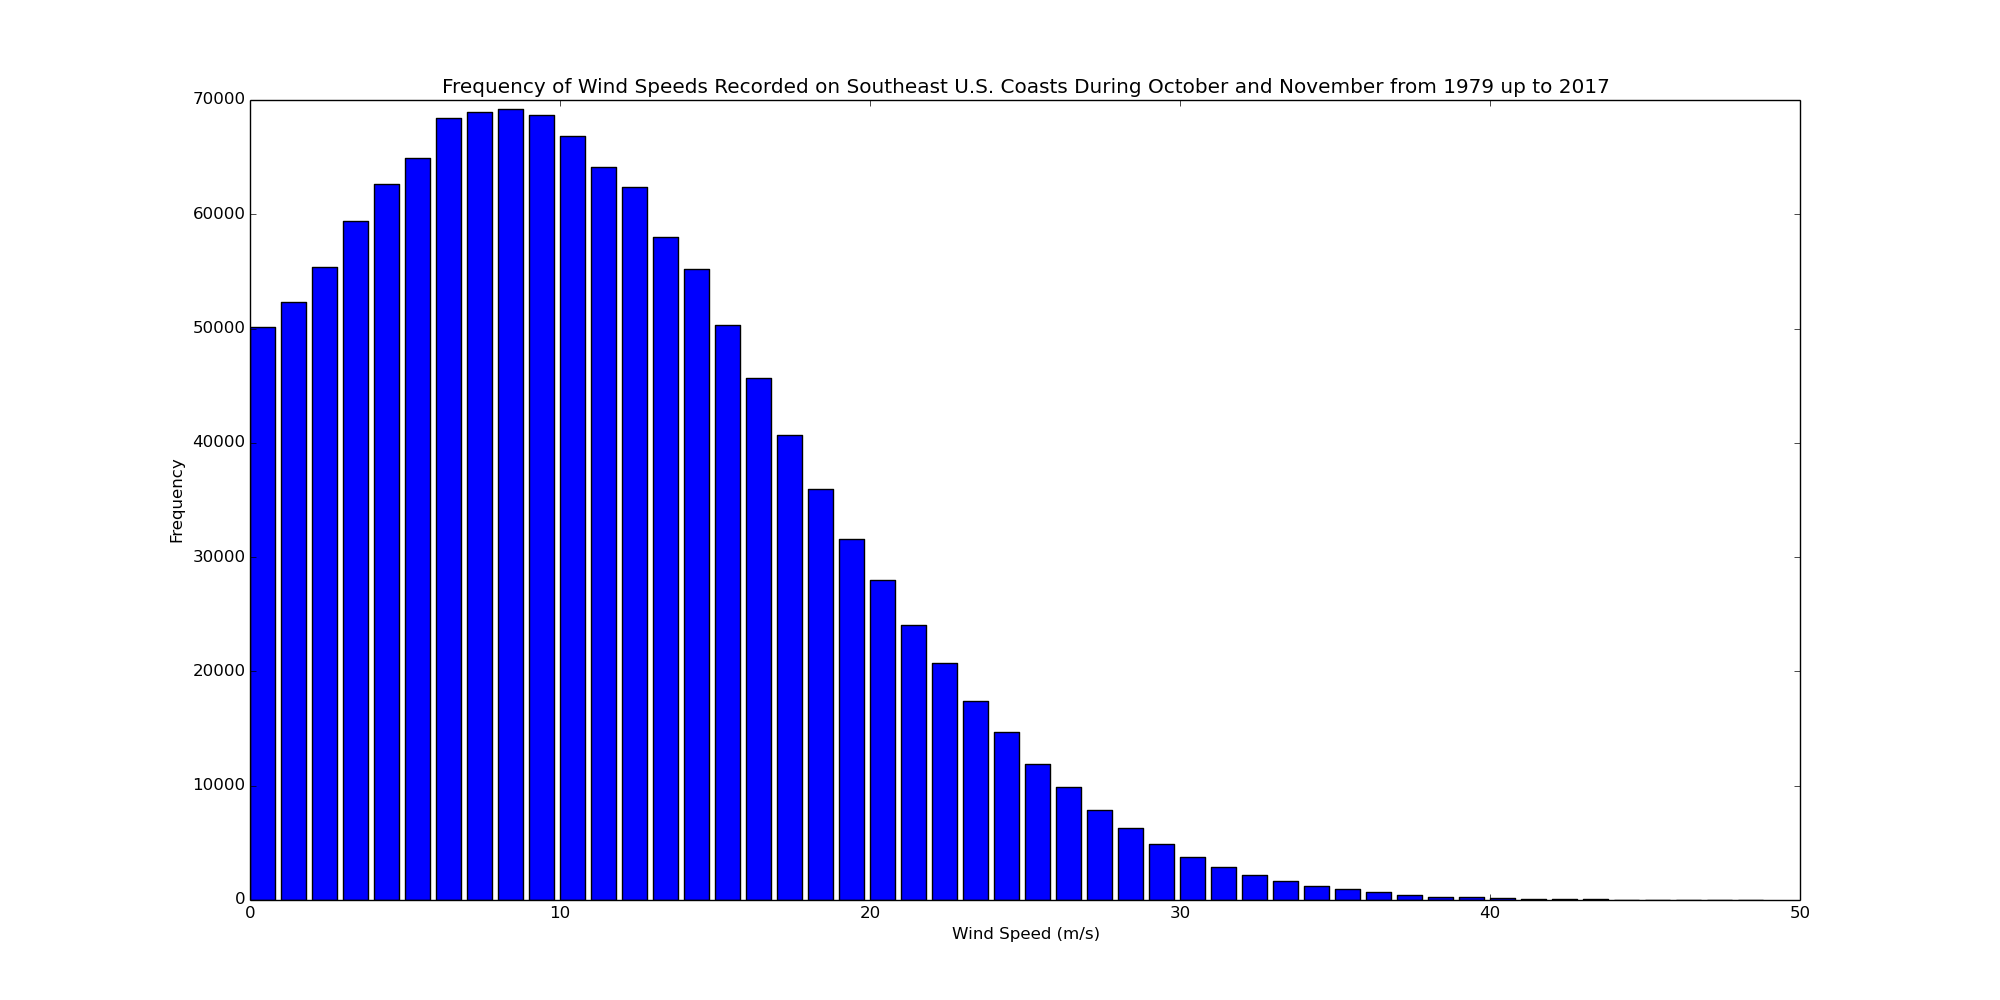 Frequency of Wind Speeds Recorded on Southeast U.S. Coasts During October and November from 1979 up to 2017
70000
60000
50000
40000
30000
20000
10000
0
Frequency
0 10 20 30 40 50
Wind Speed (m/s)